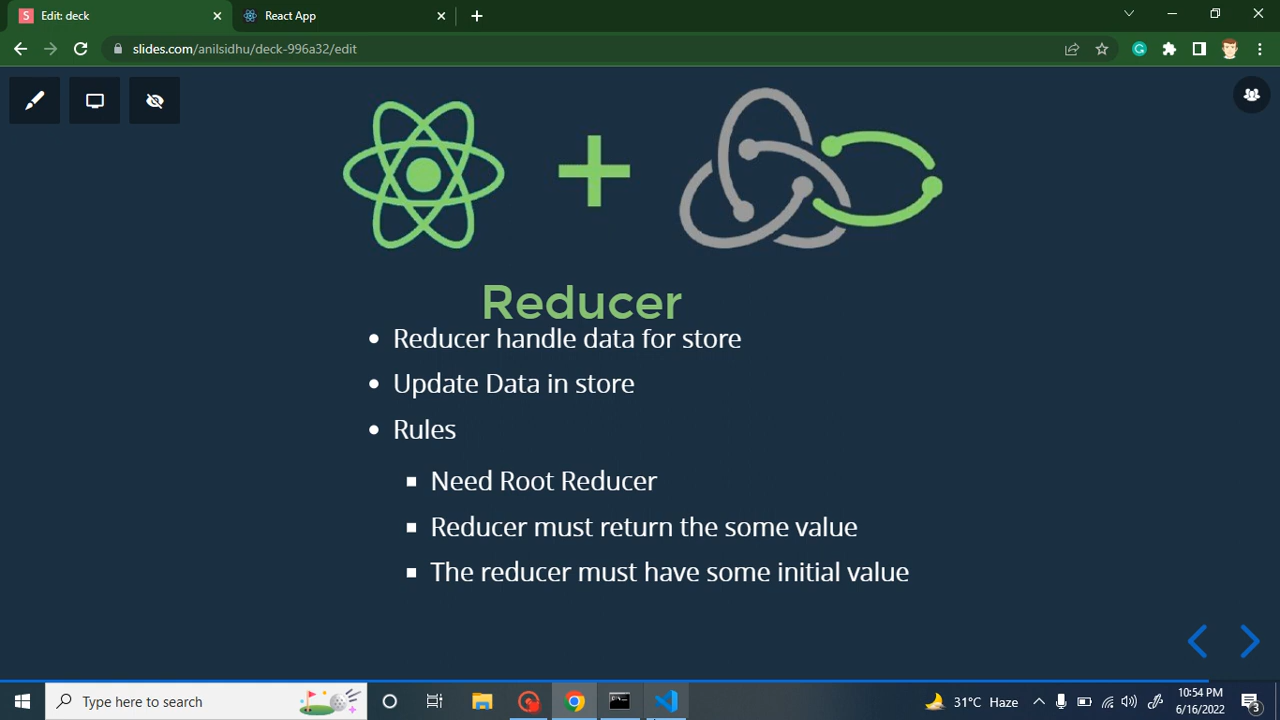 Edit: deck
React App
slides.com/anilsidhu/deck-996a32/edit
Reducer
Reducer handle data for store
Update Data in store
Rules
Need Root Reducer
Reducer must return the some value
The reducer must have some initial value
Type here to search
31°C Haze
10:54 PM
6/16/2022
3